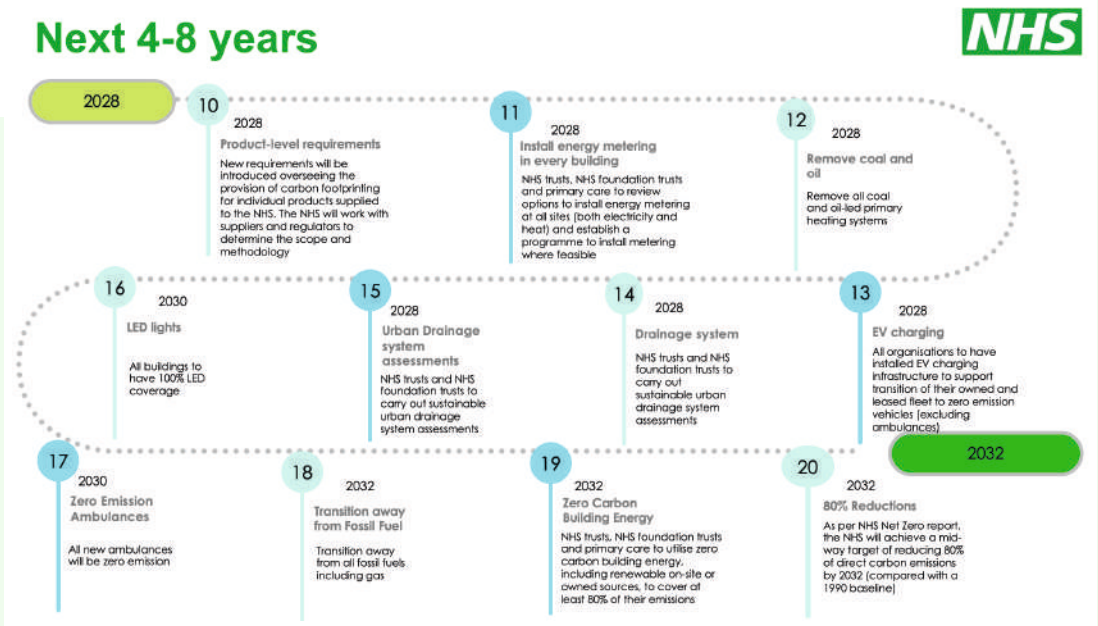 Next 4-8 years
NHS
2028
10
2028
Product-level requirements
New requirements will be
introduced overseeing the
provision of carbon footprinting
for individual products supplied
to the NHS. The NHS will work with
suppliers and regulators to
determine the scope and
methodology
11
2028
Install energy metering
in every building
NHS trusts, NHS foundation trusts
and primary care to review
options to install energy metering
at all sites (both electricity and
heat) and establish a
programme to install metering
where feasible
12
2028
Remove coal and
oil
Remove all coal
and oil-led primary
heating systems
13
2028
EV charging
All organisations to have
installed EV charging
infrastructure to support
transition of their owned and
leased fleet to zero emission
vehicles (excluding
ambulances)
14
2028
Drainage system
NHS trusts and NHS
foundation trusts to
carry out
sustainable urban
drainage system
assessments
15
2028
Urban Drainage
system
assessments
NHS trusts and NHS
foundation trusts to
carry out sustainable
urban drainage
system assessments
16
2030
LED lights
All buildings to
have 100% LED
coverage
17
2030
Zero Emission
Ambulances
All new ambulances
will be zero emission
18
2032
Transition away
from Fossil Fuel
Transition away
from all fossil fuels
including gas
19
2032
Zero Carbon
Building Energy
NHS trusts, NHS foundation trusts
and primary care to utilise zero
carbon building energy,
including renewable on-site or
owned sources, to cover at
least 80% of their emissions
20
2032
80% Reductions
As per NHS Net Zero report,
the NHS will achieve a mid-
way target of reducing 80%
of direct carbon emissions
by 2032 (compared with a
1990 baseline)
2032